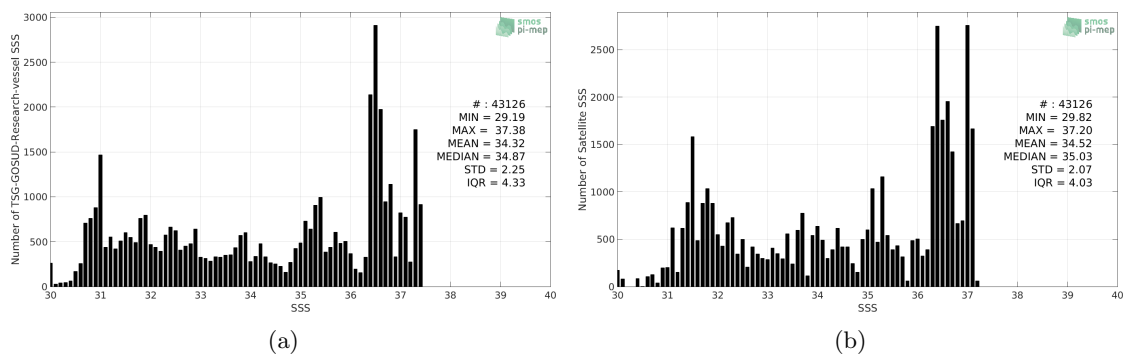 Number of TSG-GOSUD-Research-vessel SSS
3000
2500
2000
1500
1000
500
0
30 31 32 33 34 35 36 37 38 39 40
SSS
smos
pi-mep
# : 43126
MIN = 29.19
MAX = 37.38
MEAN = 34.32
MEDIAN = 34.87
STD = 2.25
IQR = 4.33
(a)
Number of Satellite SSS
2500
2000
1500
1000
500
0
30 31 32 33 34 35 36 37 38 39 40
SSS
smos
pi-mep
# : 43126
MIN = 29.82
MAX = 37.20
MEAN = 34.52
MEDIAN = 35.03
STD = 2.07
IQR = 4.03
(b)